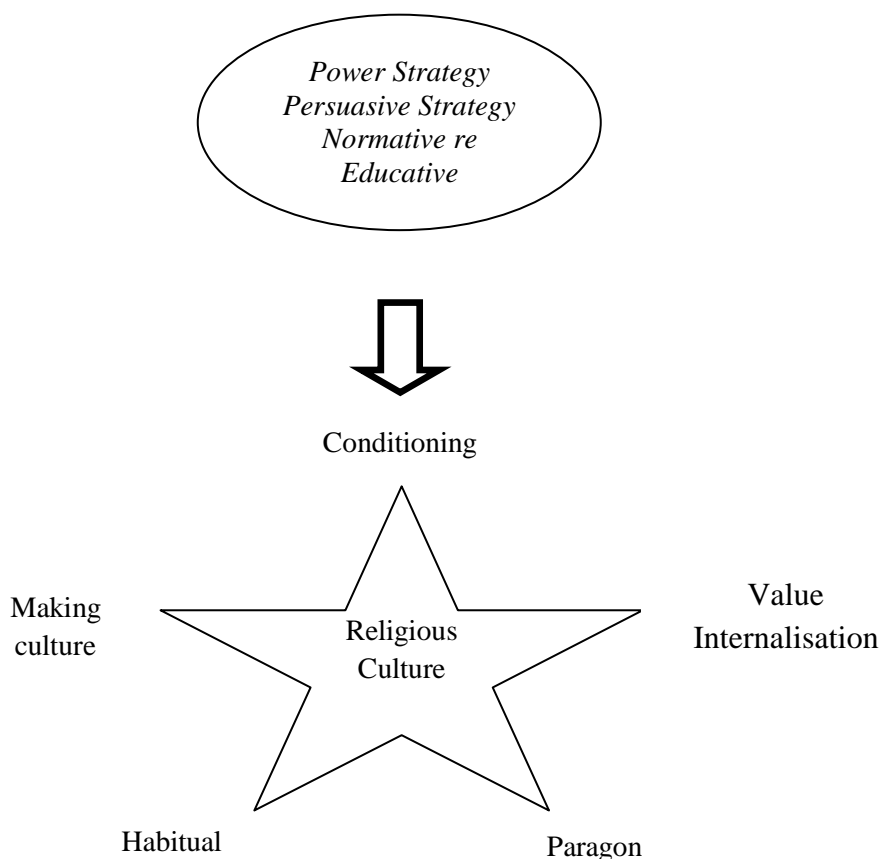 Power Strategy
Persuasive Strategy
Normative re
Educative
Conditioning
Making
culture
Religious
Culture
Value
Internalisation
Habitual
Paragon